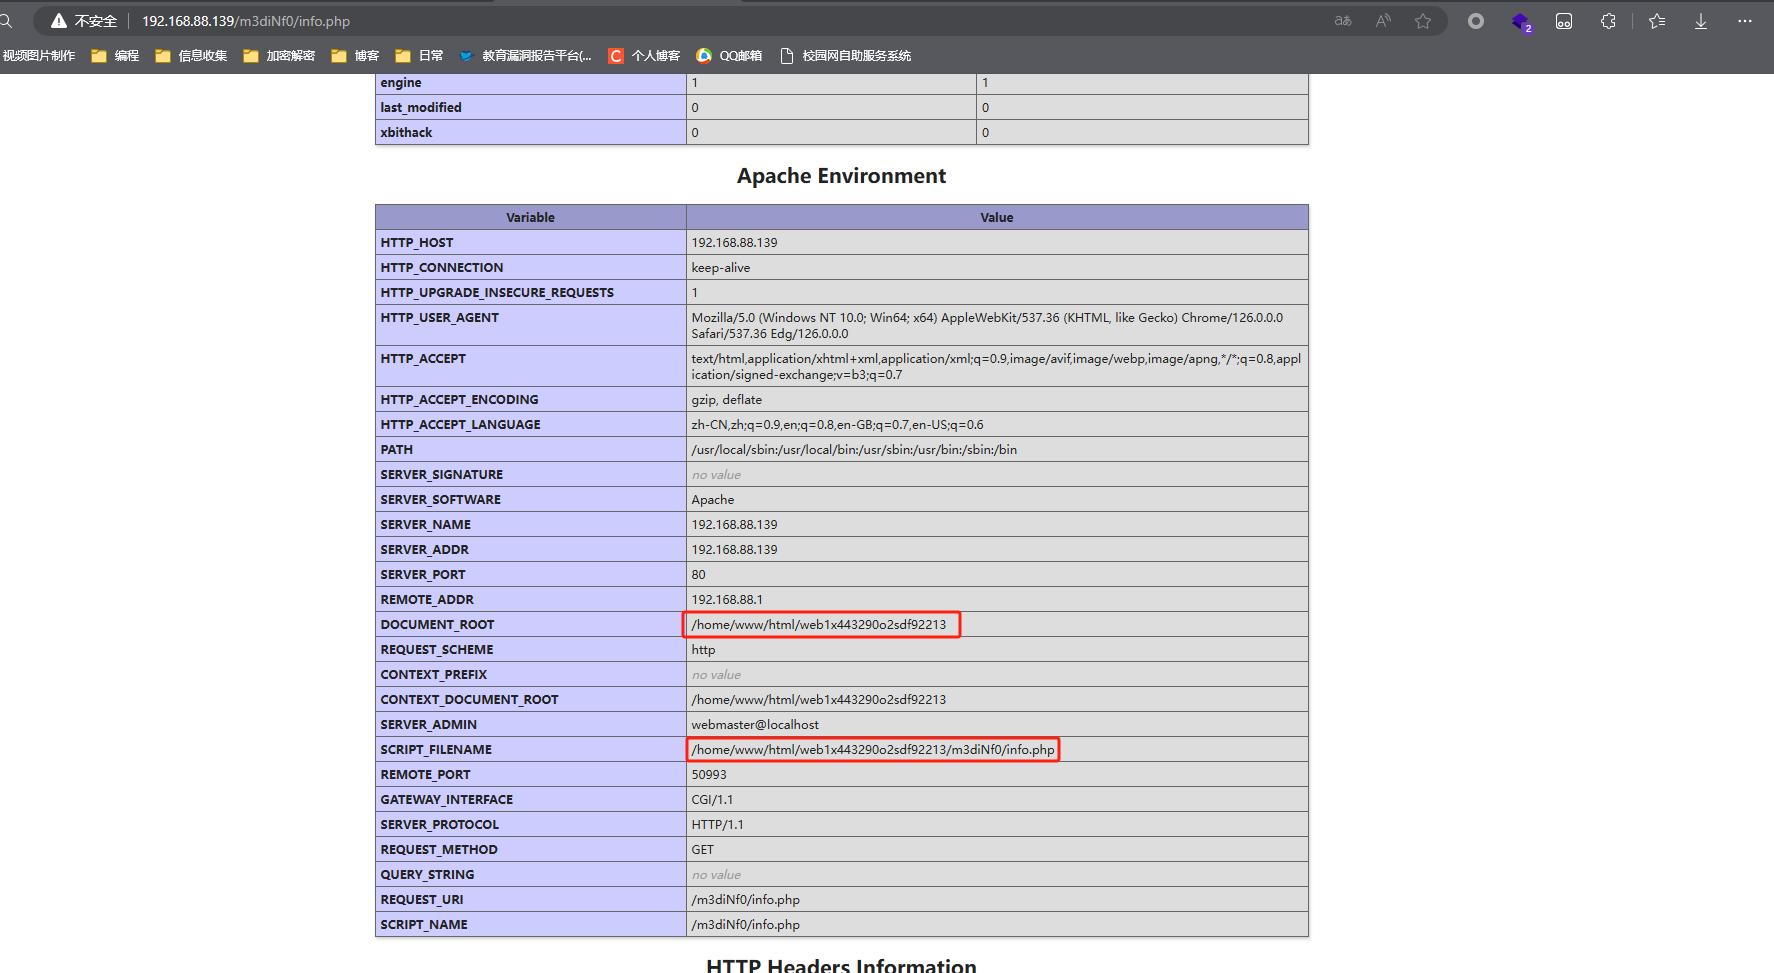 不安全 192.168.88.139/m3diNf0/info.php
视频图片制作 编程 信息收集 加密解密 博客 日常 教育漏洞报告平台(... 个人博客 QQ邮箱 校园网自助服务系统
engine 1 1
last_modified 0 0
xbithack 0 0
Apache Environment
Variable Value
HTTP_HOST 192.168.88.139
HTTP_CONNECTION keep-alive
HTTP_UPGRADE_INSECURE_REQUESTS 1
HTTP_USER_AGENT Mozilla/5.0 (Windows NT 10.0; Win64; x64) AppleWebKit/537.36 (KHTML, like Gecko) Chrome/126.0.0.0
Safari/537.36 Edg/126.0.0.0
HTTP_ACCEPT text/html,application/xhtml+xml,application/xml;q=0.9,image/avif,image/webp,image/apng,*/*;q=0.8,appl
ication/signed-exchange;v=b3;q=0.7
HTTP_ACCEPT_ENCODING gzip, deflate
HTTP_ACCEPT_LANGUAGE zh-CN,zh;q=0.9,en;q=0.8,en-GB;q=0.7,en-US;q=0.6
PATH /usr/local/sbin:/usr/local/bin:/usr/sbin:/usr/bin:/sbin:/bin
SERVER_SIGNATURE no value
SERVER_SOFTWARE Apache
SERVER_NAME 192.168.88.139
SERVER_ADDR 192.168.88.139
SERVER_PORT 80
REMOTE_ADDR 192.168.88.1
DOCUMENT_ROOT /home/www/html/web1x443290o2sdf92213
REQUEST_SCHEME http
CONTEXT_PREFIX no value
CONTEXT_DOCUMENT_ROOT /home/www/html/web1x443290o2sdf92213
SERVER_ADMIN webmaster@localhost
SCRIPT_FILENAME /home/www/html/web1x443290o2sdf92213/m3diNf0/info.php
REMOTE_PORT 50993
GATEWAY_INTERFACE CGI/1.1
SERVER_PROTOCOL HTTP/1.1
REQUEST_METHOD GET
QUERY_STRING no value
REQUEST_URI /m3diNf0/info.php
SCRIPT_NAME /m3diNf0/info.php
HTTP Headers Information